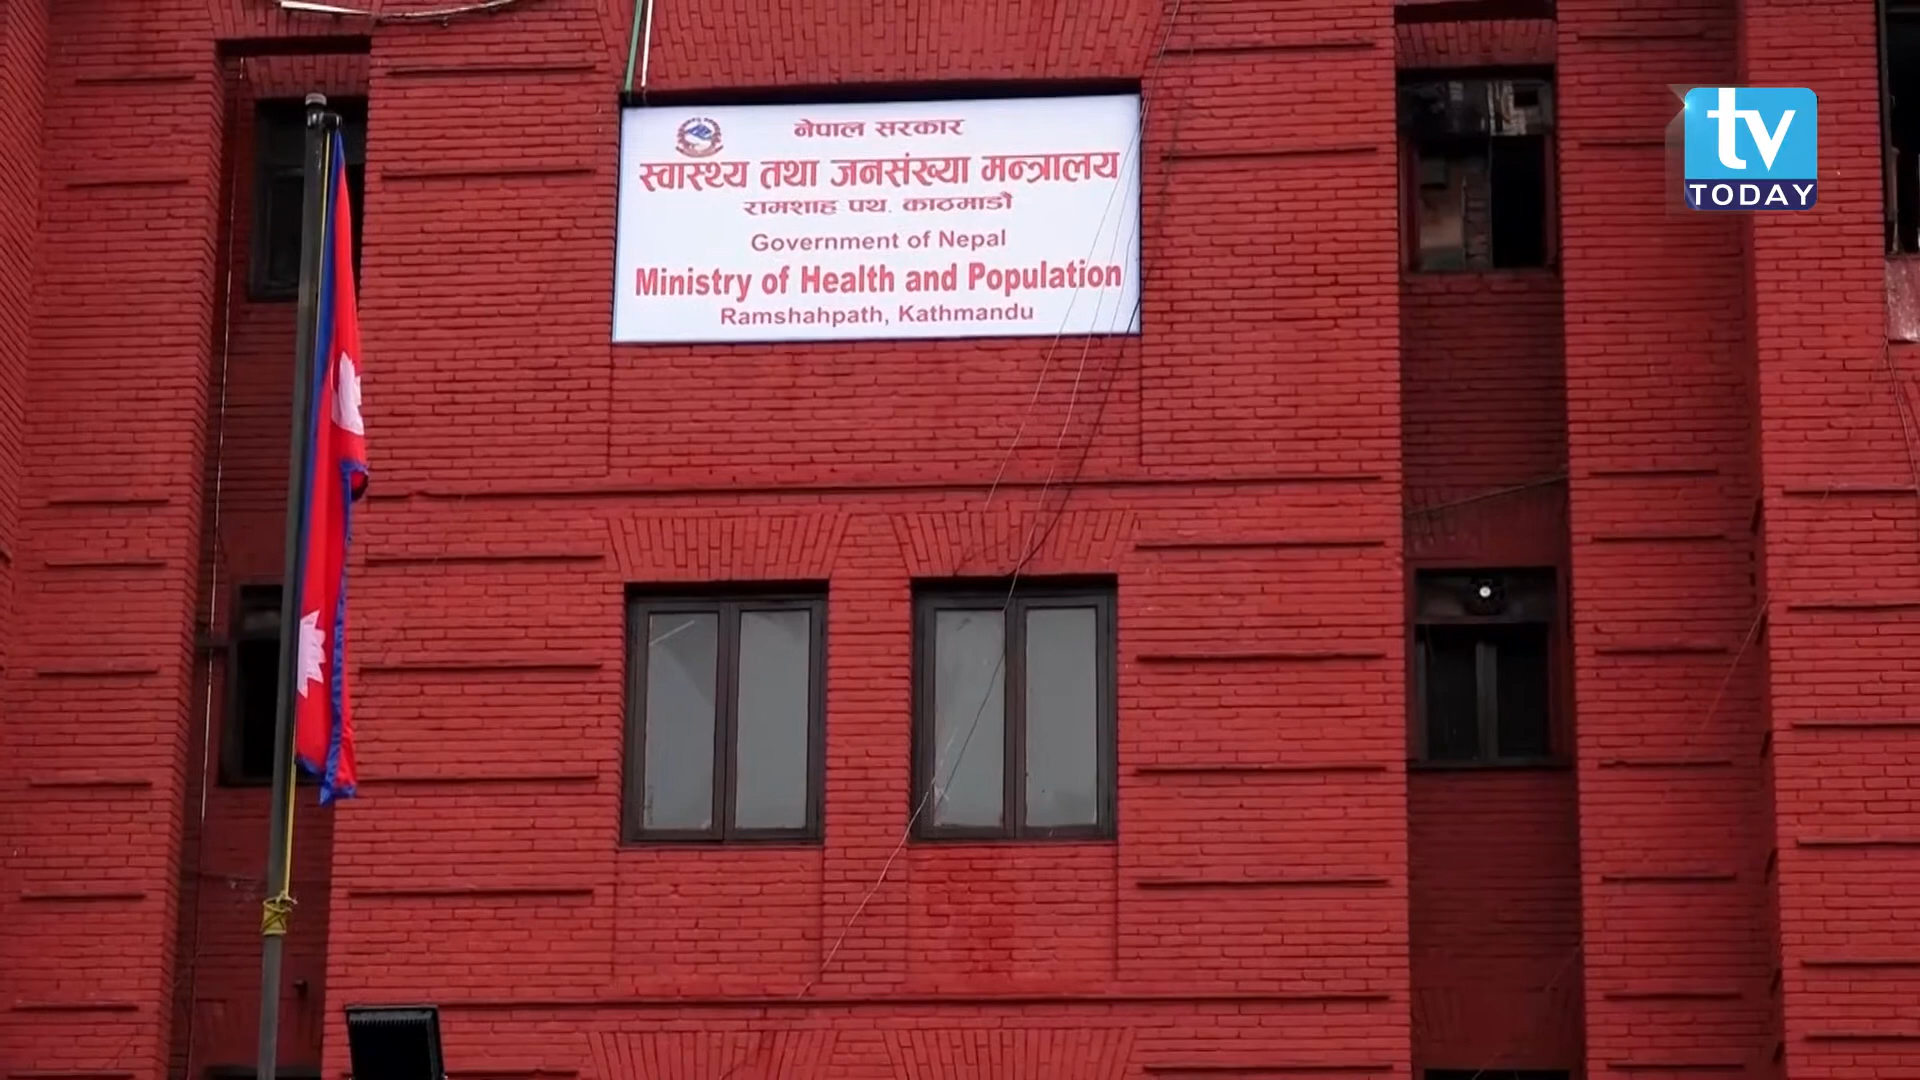 नेपाल सरकार
स्वास्थ्य तथा जनसंख्या मन्त्रालय
रामशाह पथ. काठमाडौं
Government of Nepal
Ministry of Health and Population
Ramshahpath, Kathmandu
tv
TODAY